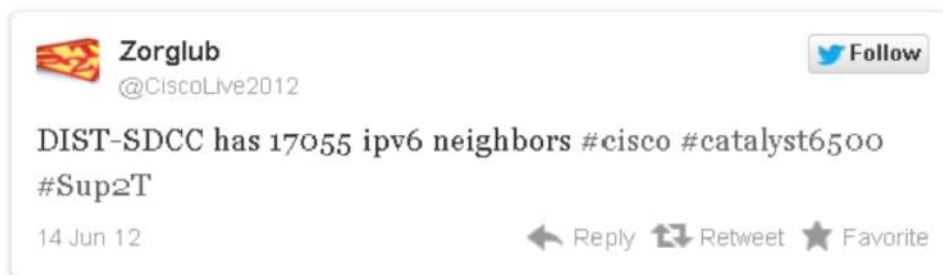 Zorglub
Follow
@CiscoLive2012
DIST-SDCC has 17055 ipv6 neighbors #cisco #catalyst6500
#Sup2T
14 Jun 12
Reply Retweet Favorite